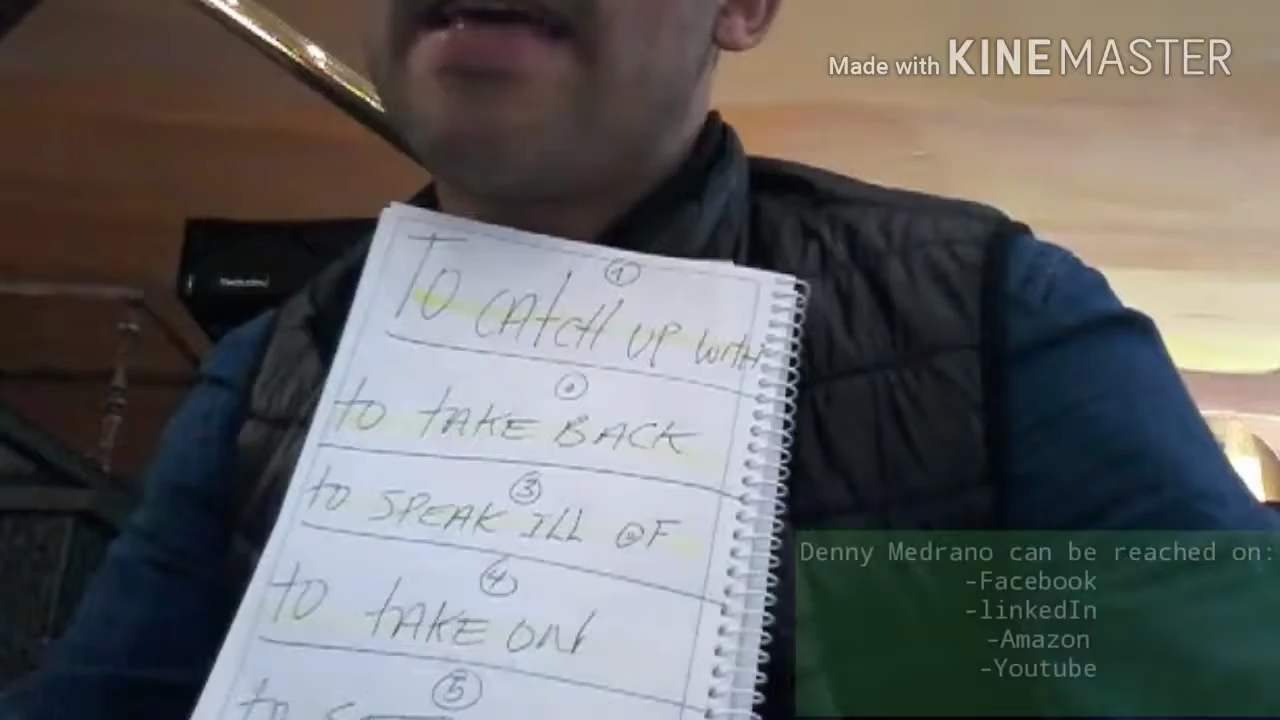 Made with KINEMASTER
1
TO CAtCH UP WITH
2
to tAKE BACK
3
to SPEAK ILL OF
4
to tAKE ON
5
to
Denny Medrano can be reached on:
-Facebook
-linkedIn
-Amazon
-Youtube